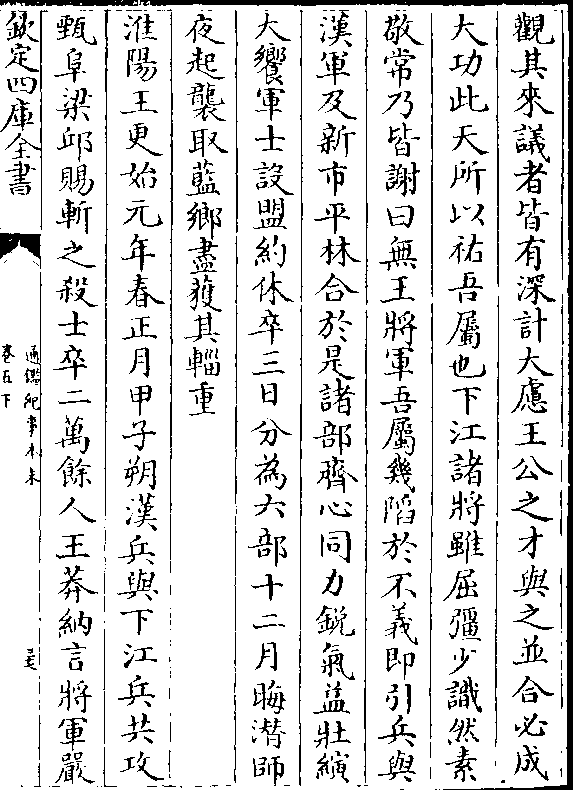 觀其來議者皆有深計大慮王公之才與之並合必成
大功此天所以祐吾屬也下江諸將雖屈彊少識然素
敬常乃皆謝曰無王將軍吾屬幾䧟於不義即引兵與
漢軍及新市平林合於是諸部齊心同力鋭氣益壯縯
大饗軍士設盟約休卒三日分為六部十二月晦潛師
夜起襲取藍鄉盡獲其輜重
淮陽王更始元年春正月甲子朔漢兵與下江兵共攻
甄阜梁邱賜斬之殺士卒二萬餘人王莽納言將軍嚴
欽定四庫全書
通鑑紀事本末
卷五下